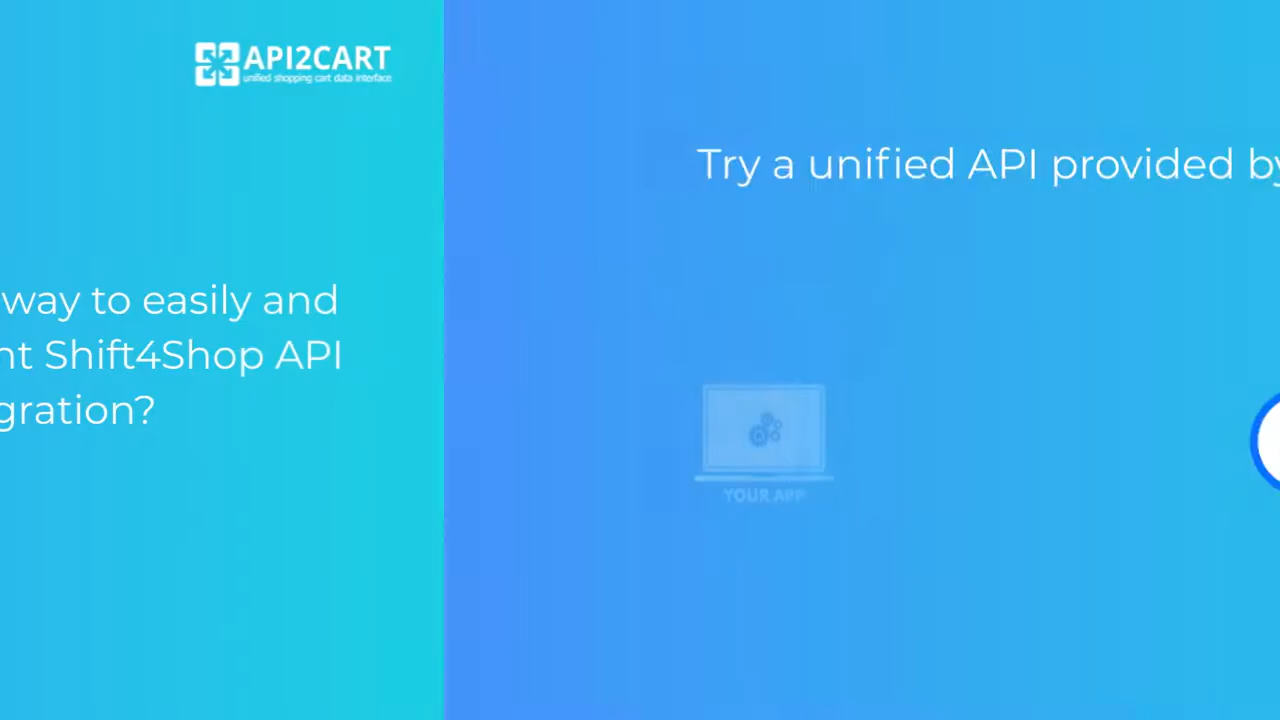 API2CART
unified shopping cart data interface
way to easily and
nt Shift4Shop API
gration?
Try a unified API provided by
YOUR APP